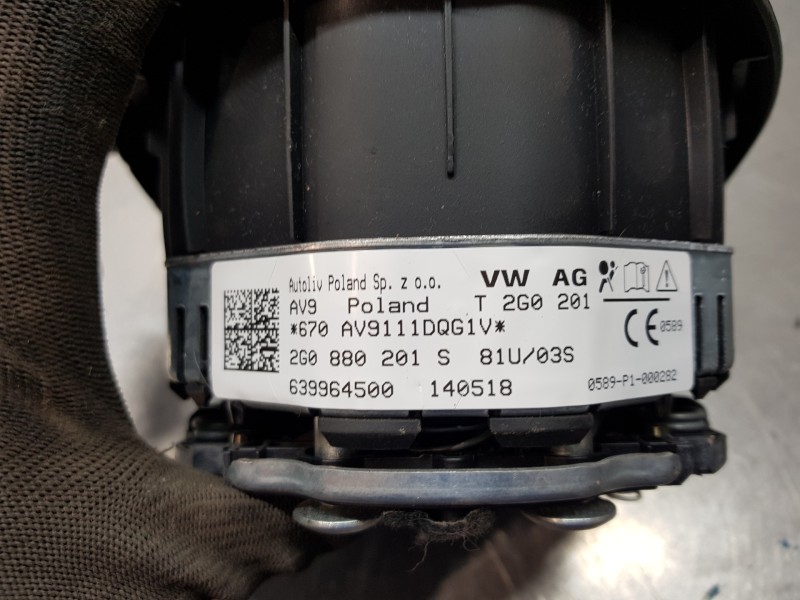 Autoliv Poland Sp. z o.o. VW AG
AV9 Poland T 2G0 201
*670 AV9111DQG1V*
CE 0589
2G0 880 201 S 81U/03S
639964500 140518 0589-P1-000282